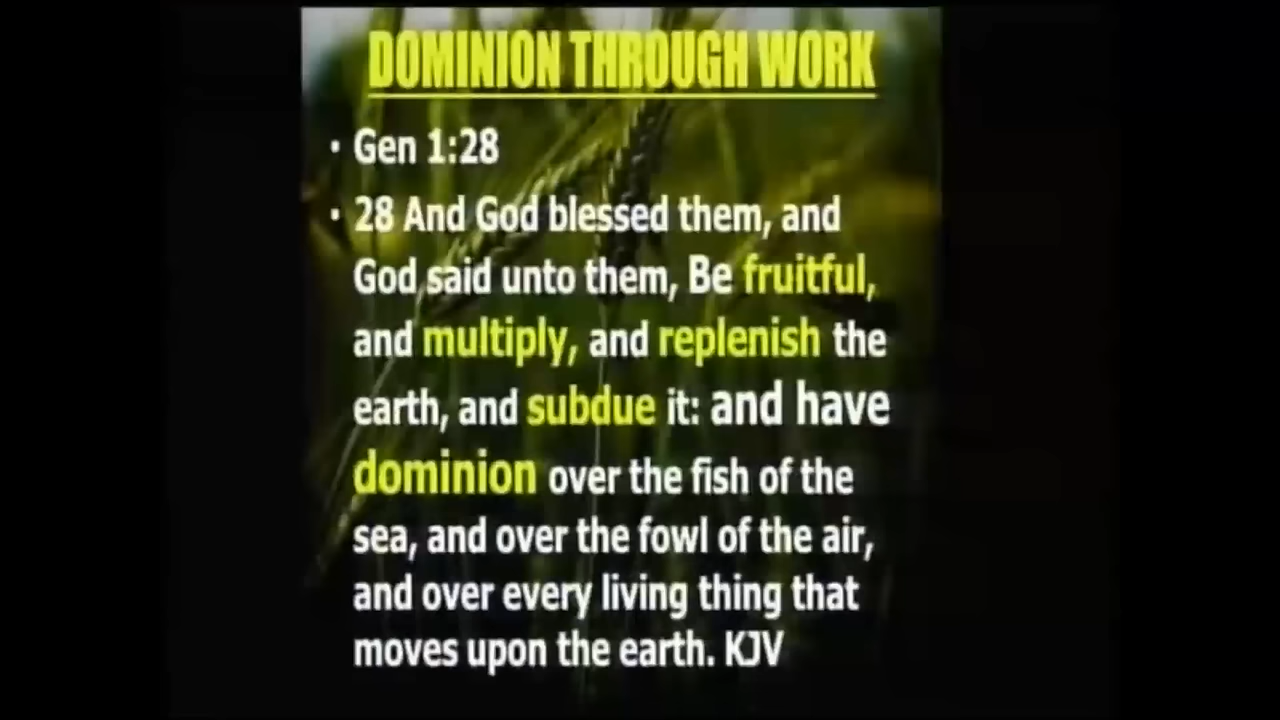 DOMINION THROUGH WORK
• Gen 1:28
• 28 And God blessed them, and
God said unto them, Be fruitful,
and multiply, and replenish the
earth, and subdue it: and have
dominion over the fish of the
sea, and over the fowl of the air,
and over every living thing that
moves upon the earth. KJV